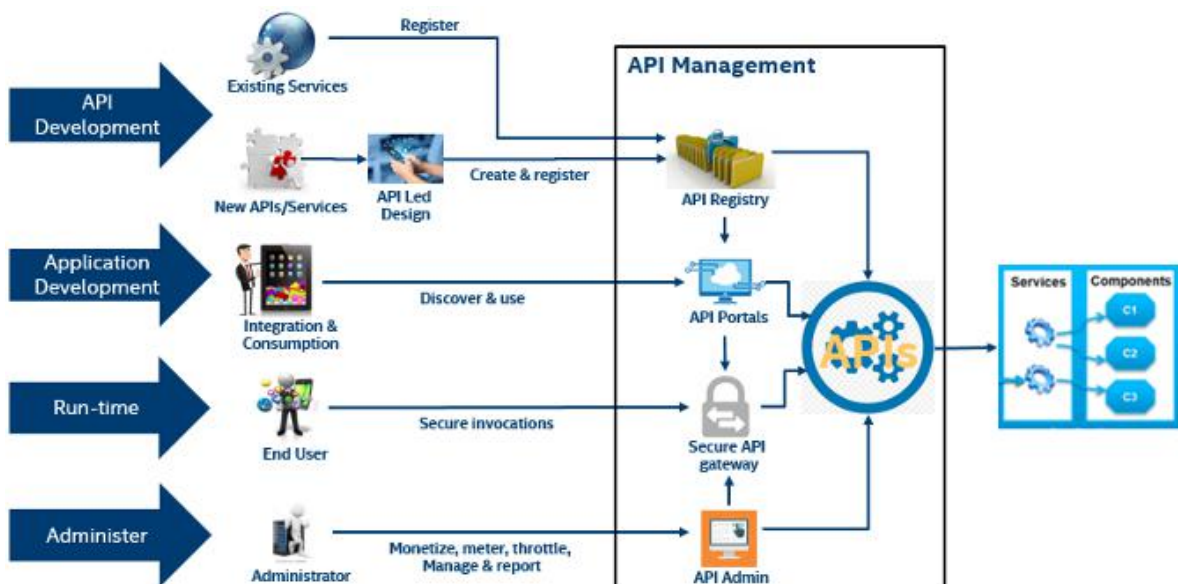 Register
API Management
Existing Services
API
Development
Create & register
New APIs/Services
API Led
Design
API Registry
Application
Development
Discover & use
Integration &
Consumption
API Portals
APIs
Services
Components
C1
C2
C3
Run-time
Secure invocations
End User
Secure API
gateway
Administer
Monetize, meter, throttle,
Manage & report
Administrator
API Admin